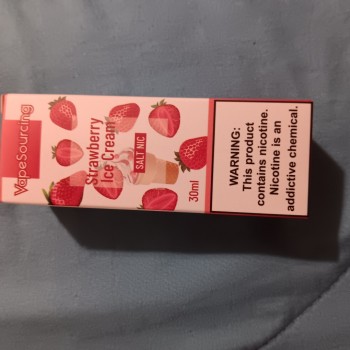 VapeSourcing
Strawberry
Ice Cream
SALT NIC
30ml
WARNING:
This product
contains nicotine.
Nicotine is an
addictive chemical.